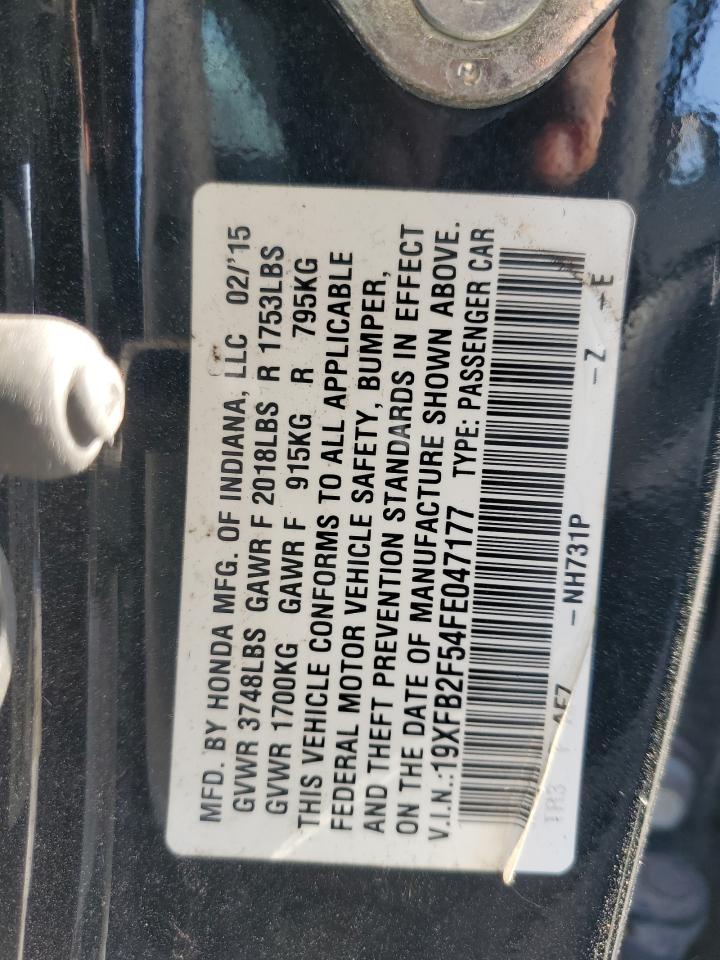 MFD. BY HONDA MFG. OF INDIANA, LLC 02/'15
GVWR 3748LBS GAWR F 2018LBS R 1753LBS
GVWR 1700KG GAWR F 915KG R 795KG
THIS VEHICLE CONFORMS TO ALL APPLICABLE
FEDERAL MOTOR VEHICLE SAFETY, BUMPER,
AND THEFT PREVENTION STANDARDS IN EFFECT
ON THE DATE OF MANUFACTURE SHOWN ABOVE.
V.I.N.:19XFB2F54FE047177 TYPE: PASSENGER CAR
TR3 - NH731P - Z - E